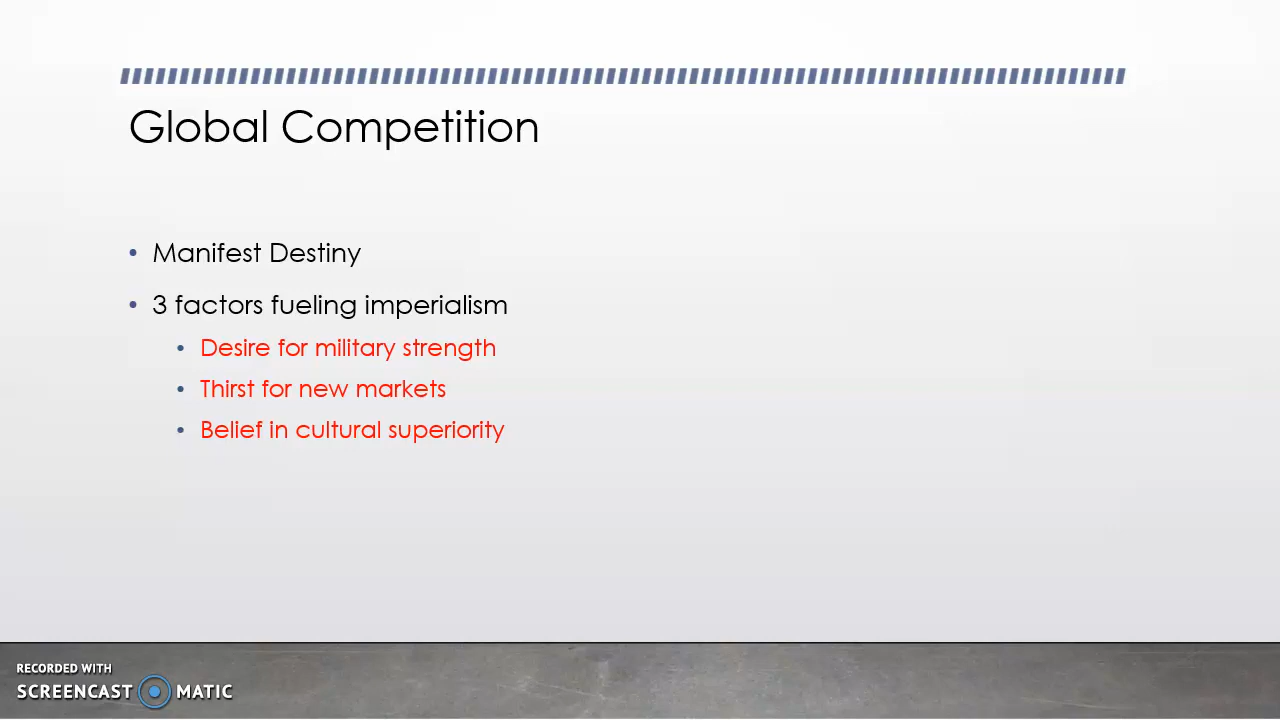 Global Competition
• Manifest Destiny
• 3 factors fueling imperialism
• Desire for military strength
• Thirst for new markets
• Belief in cultural superiority
RECORDED WITH
SCREENCAST MATIC